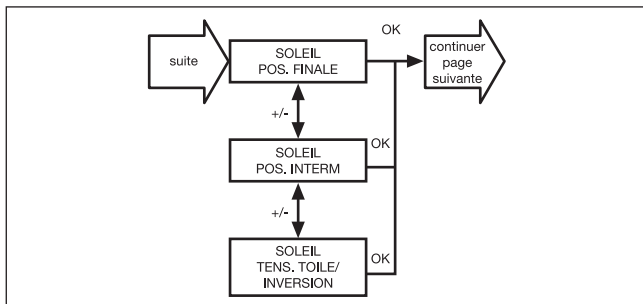 suite
SOLEIL
POS. FINALE
OK
continuer
page
suivante
+/-
SOLEIL
POS. INTERM
OK
+/-
SOLEIL
TENS. TOILE/
INVERSION
OK